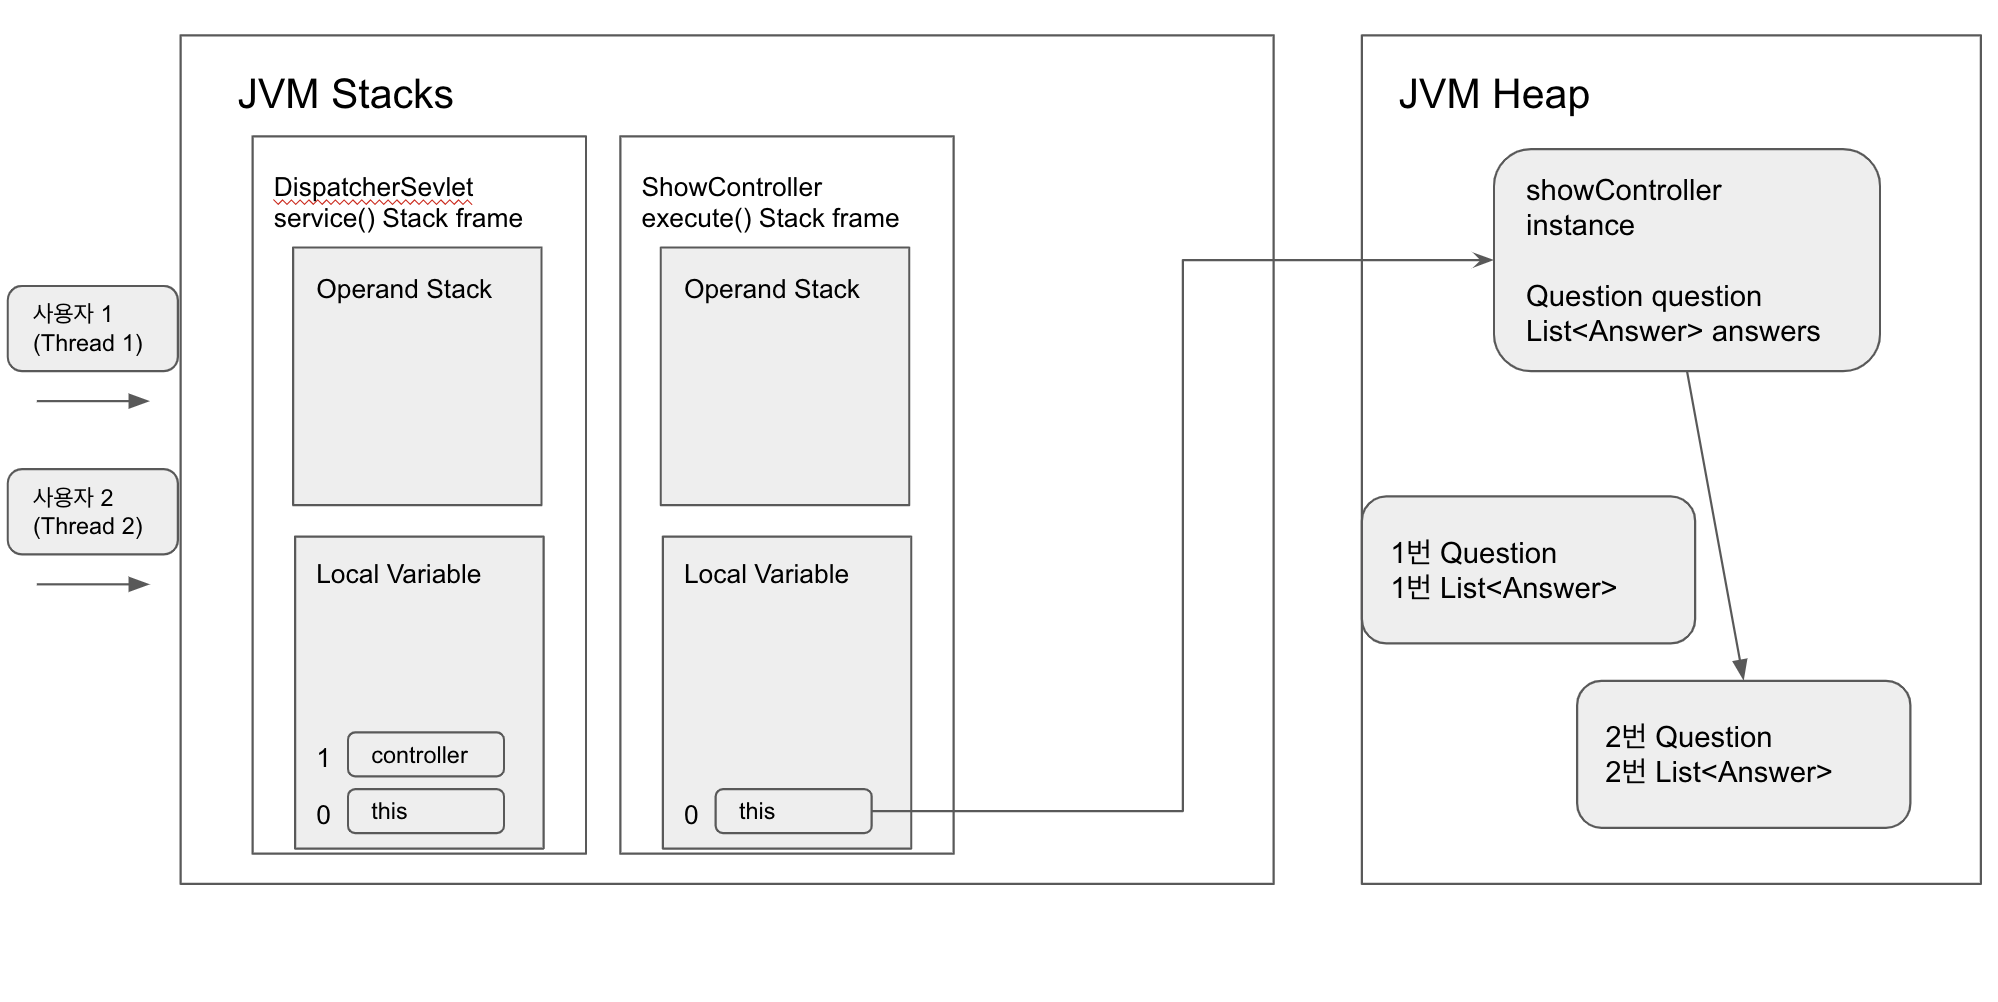 JVM Stacks
DispatcherSevlet
service() Stack frame
Operand Stack
Local Variable
1
controller
0
this
ShowController
execute() Stack frame
Operand Stack
Local Variable
0
this
사용자 1
(Thread 1)
사용자 2
(Thread 2)
JVM Heap
showController
instance
Question question
List<Answer> answers
1번 Question
1번 List<Answer>
2번 Question
2번 List<Answer>